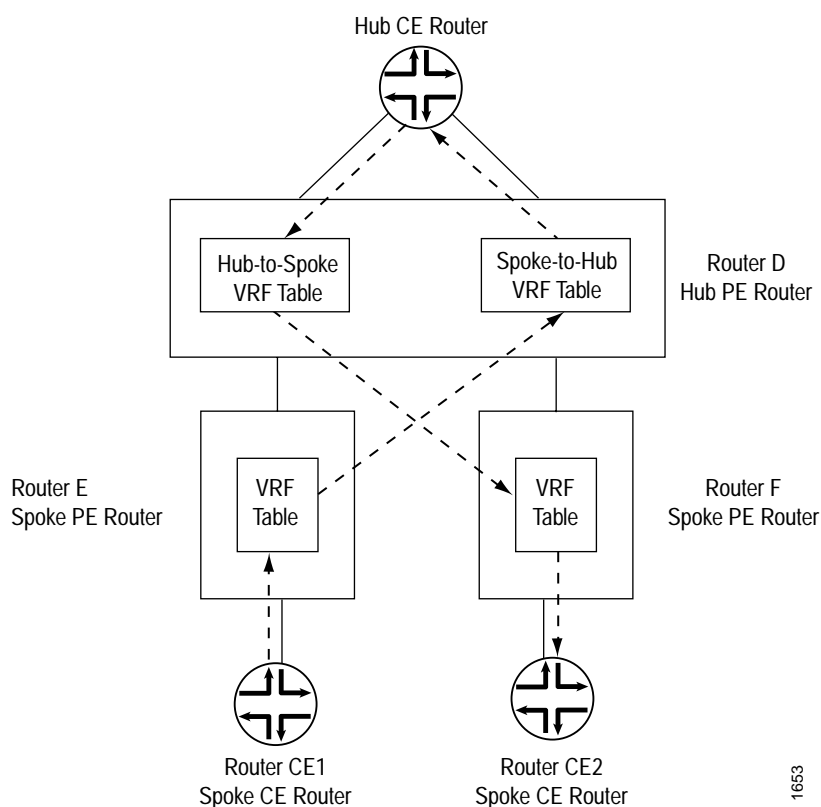 Hub CE Router
Hub-to-Spoke
VRF Table
Spoke-to-Hub
VRF Table
Router D
Hub PE Router
Router E
Spoke PE Router
VRF
Table
VRF
Table
Router F
Spoke PE Router
Router CE1
Spoke CE Router
Router CE2
Spoke CE Router
1653